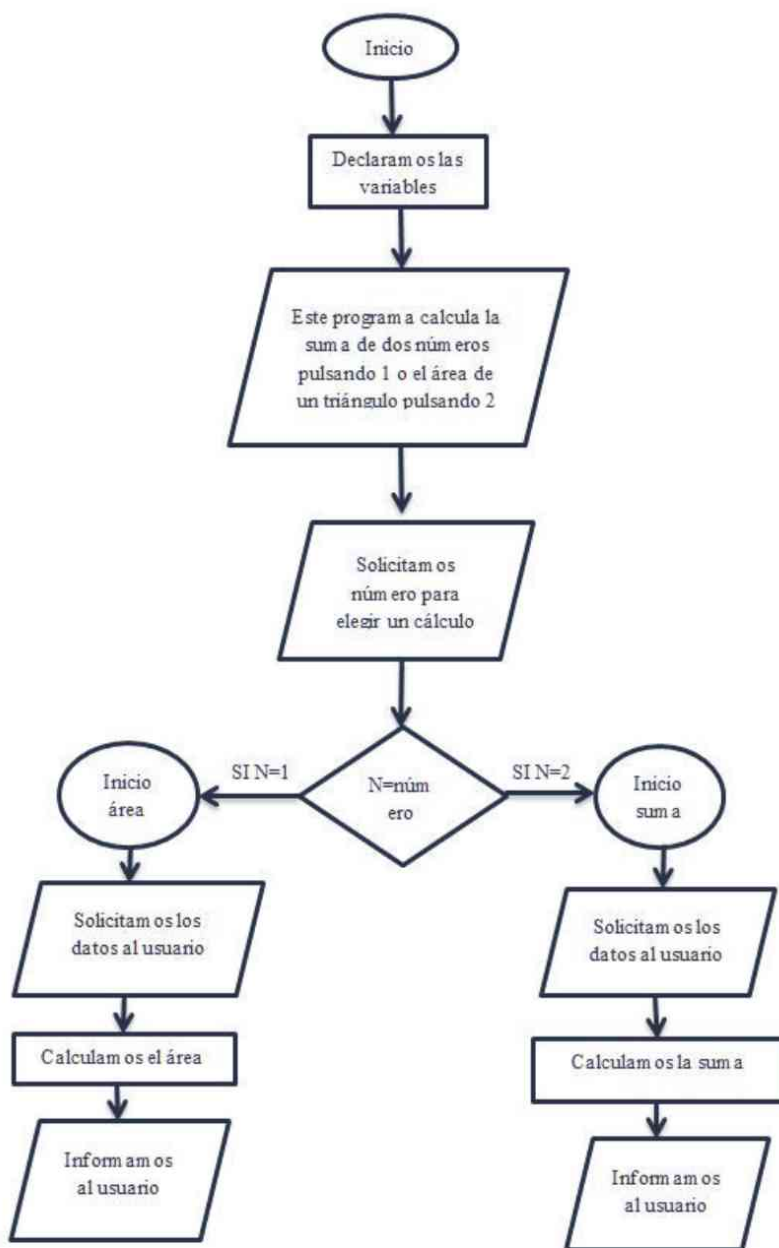 Inicio
Declaramos las
variables
Este programa calcula la
suma de dos números
pulsando 1 o el área de
un triángulo pulsando 2
Solicitamos
número para
elegir un cálculo
SI N=1
N=núm
ero
SI N=2
Inicio
área
Solicitamos los
datos al usuario
Calculamos el área
Informamos
al usuario
Inicio
suma
Solicitamos los
datos al usuario
Calculamos la suma
Informamos
al usuario